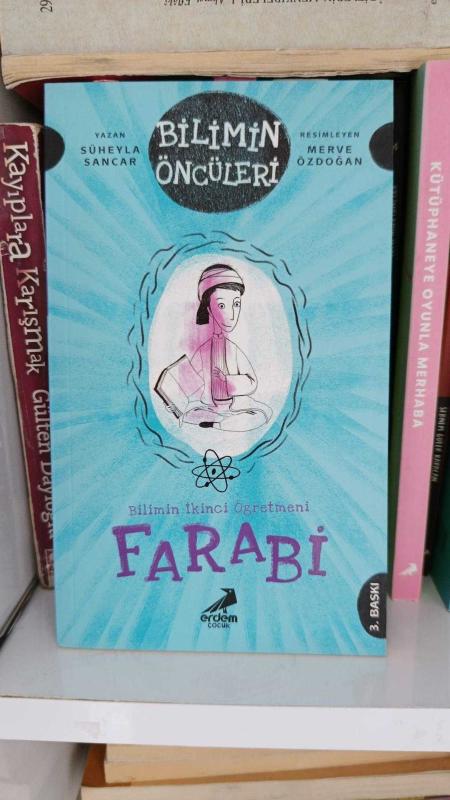 YAZAN
SÜHEYLA
SANCAR
BİLİMİN
ÖNCÜLERİ
RESİMLEYEN
MERVE
ÖZDOĞAN
Bilimin İkinci Öğretmeni
FARABİ
erdem
çocuk
3. BASKI
Kayıplara Karışmak
Gülten Dayıoğlu
KÜTÜPHANEYE OYUNLA MERHABA